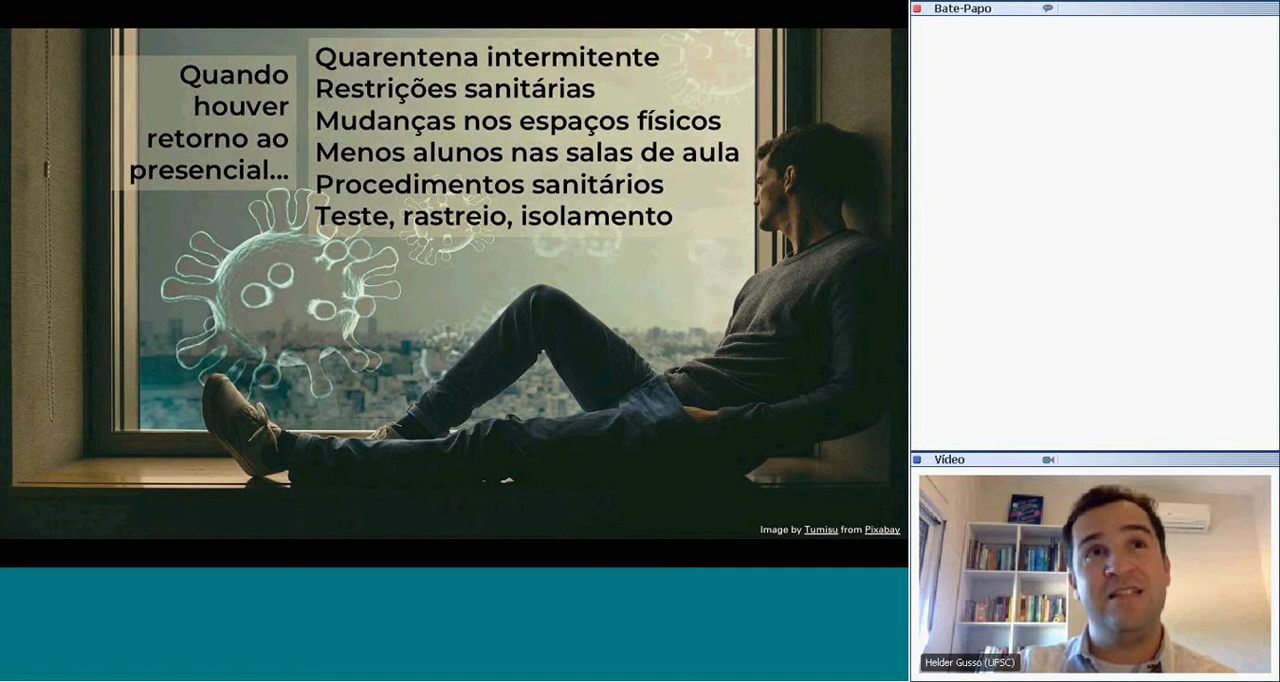 Quando
houver
retorno ao
presencial...
Quarentena intermitente
Restrições sanitárias
Mudanças nos espaços físicos
Menos alunos nas salas de aula
Procedimentos sanitários
Teste, rastreio, isolamento
Image by Tumisu from Pixabay
Bate-Papo
Vídeo
Helder Gusso (UFSC)